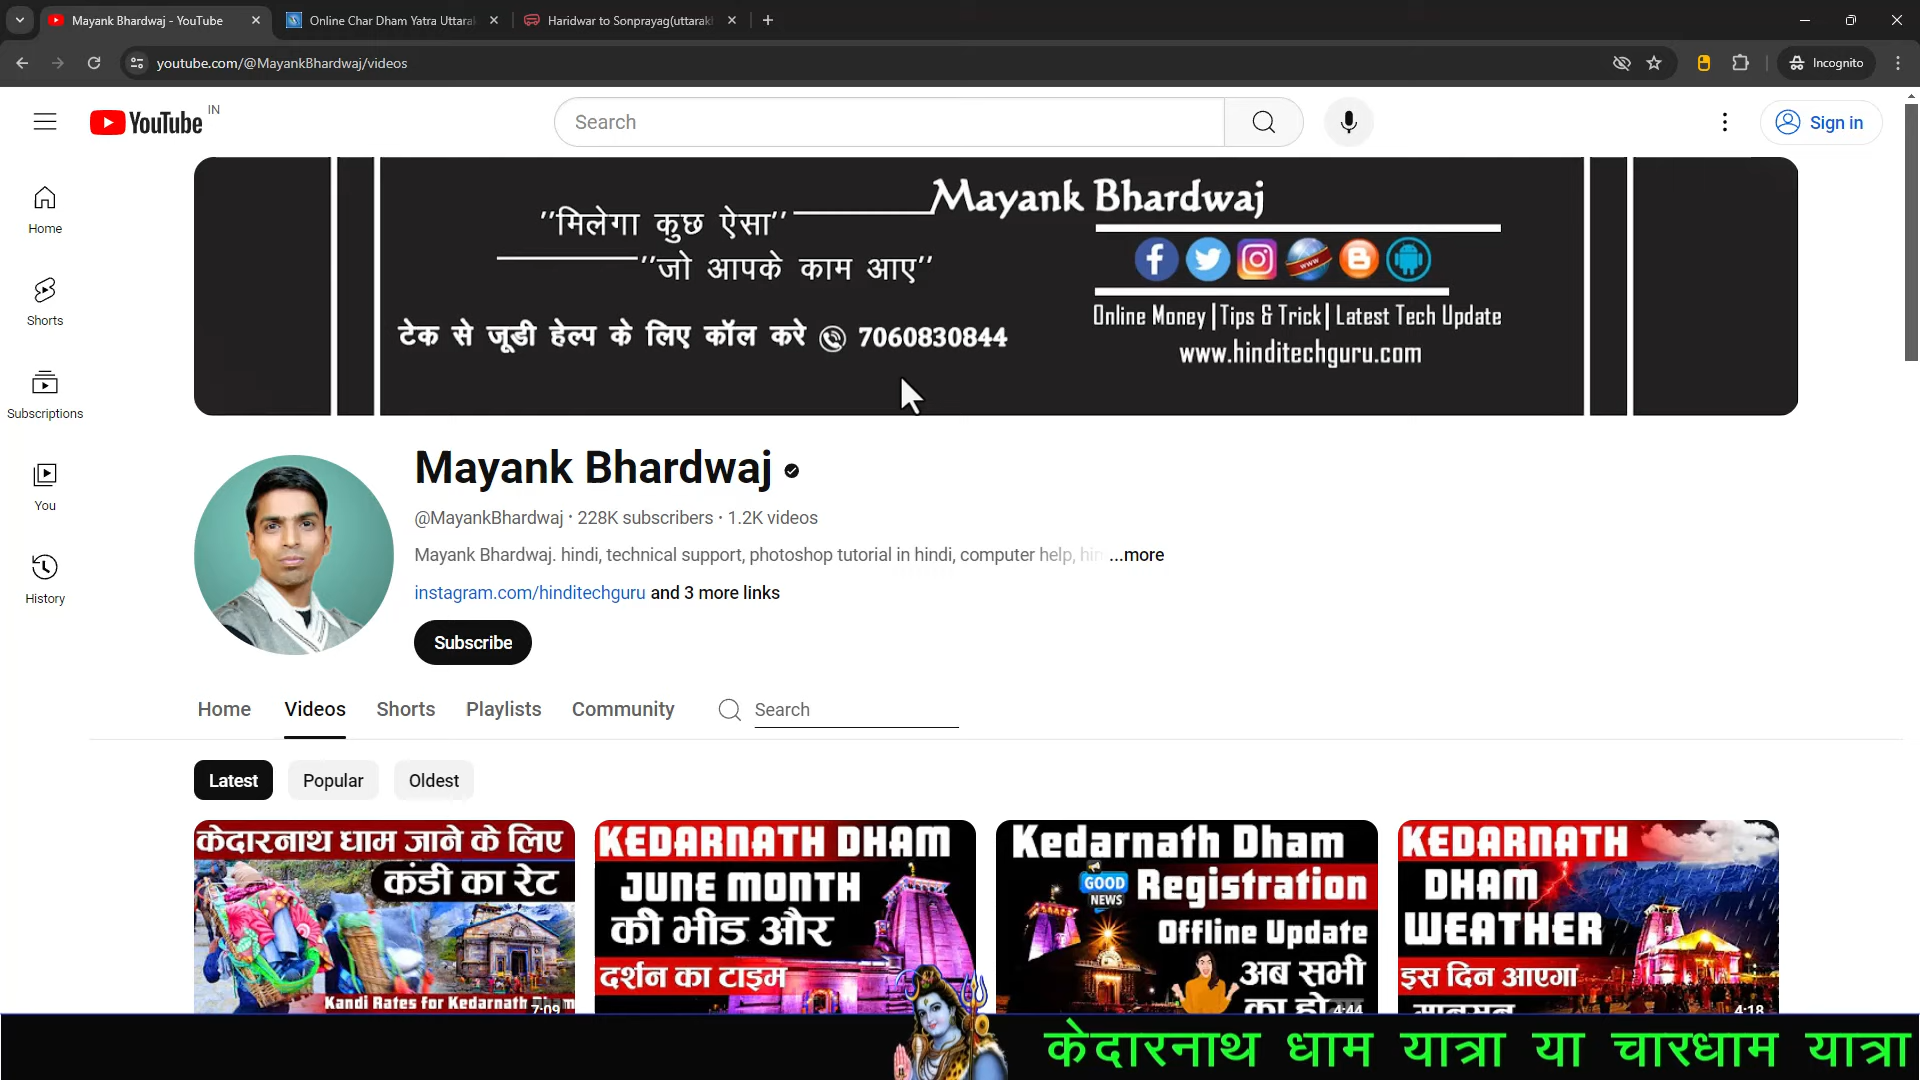 Mayank Bhardwaj - YouTube
Online Char Dham Yatra Uttara
Haridwar to Sonprayag(uttarak
youtube.com/@MayankBhardwaj/videos
Incognito
YouTube IN
Search
Sign in
Home
Shorts
Subscriptions
You
History
''मिलेगा कुछ ऐसा''
''जो आपके काम आए''
टेक से जूडी हेल्प के लिए कॉल करे 7060830844
Mayank Bhardwaj
Online Money | Tips & Trick | Latest Tech Update
www.hinditechguru.com
Mayank Bhardwaj
@MayankBhardwaj · 228K subscribers · 1.2K videos
Mayank Bhardwaj. hindi, technical support, photoshop tutorial in hindi, computer help, hin ...more
instagram.com/hinditechguru and 3 more links
Subscribe
Home Videos Shorts Playlists Community Search
Latest Popular Oldest
केदारनाथ धाम जाने के लिए
कंडी का रेट
Kandi Rates for Kedarnath
7:09
KEDARNATH DHAM
JUNE MONTH
की भीड और
दर्शन का टाइम
Kedarnath Dham
GOOD NEWS
Registration
Offline Update
अब सभी
4:44
KEDARNATH
DHAM
WEATHER
इस दिन आएगा
4:18
केदारनाथ धाम यात्रा या चारधाम यात्रा